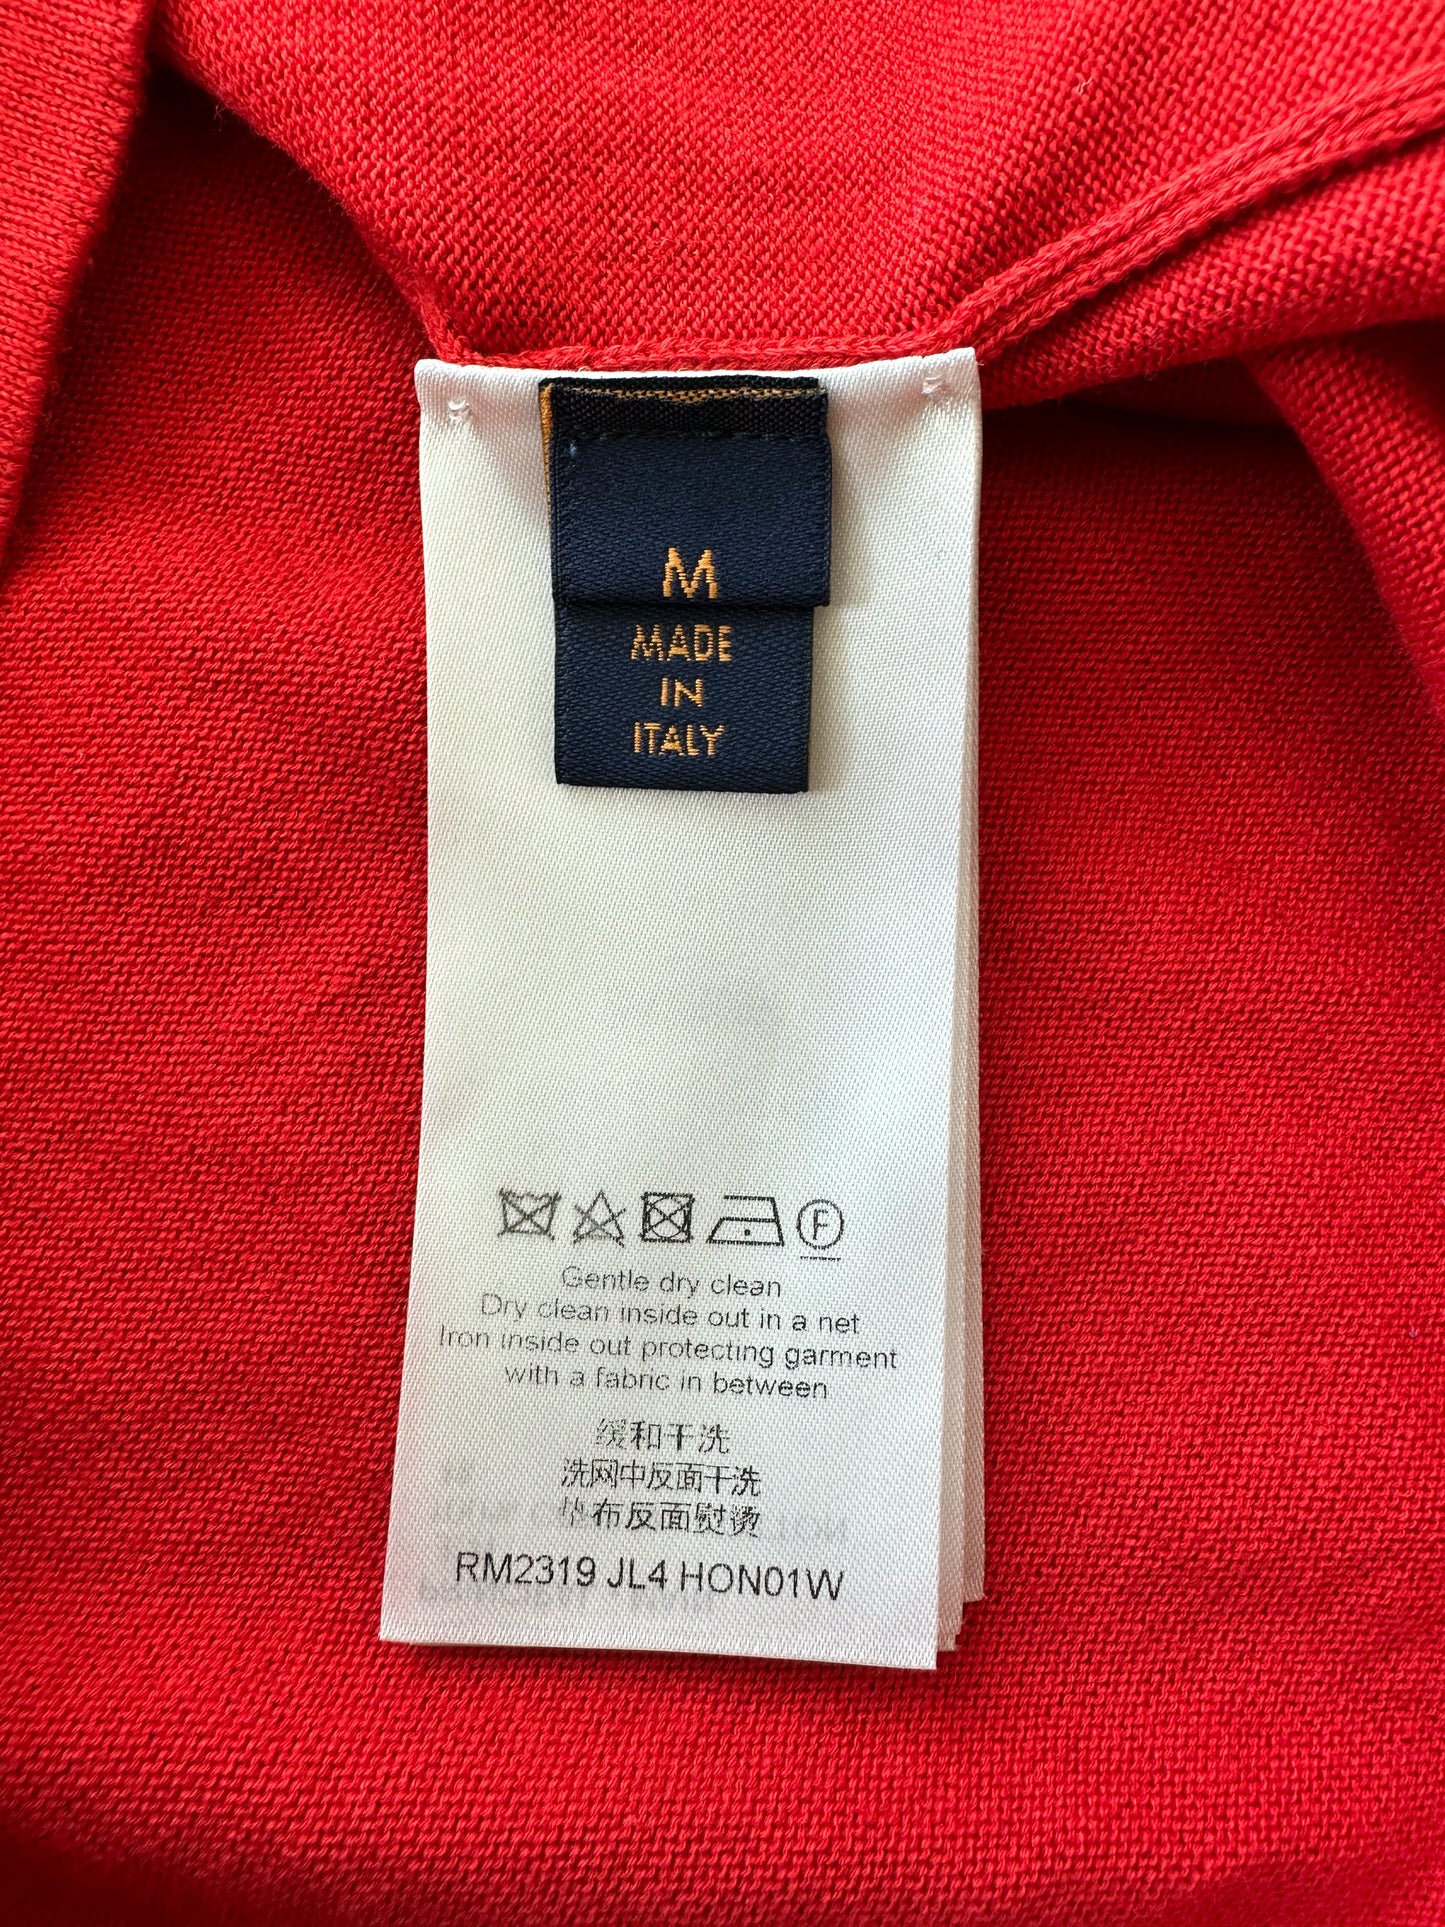 M
MADE
IN
ITALY
F
Gentle dry clean
Dry clean inside out in a net
Iron inside out protecting garment
with a fabric in between
缓和干洗
洗网中反面干洗
垫布反面熨烫
RM2319 JL4 HON01W